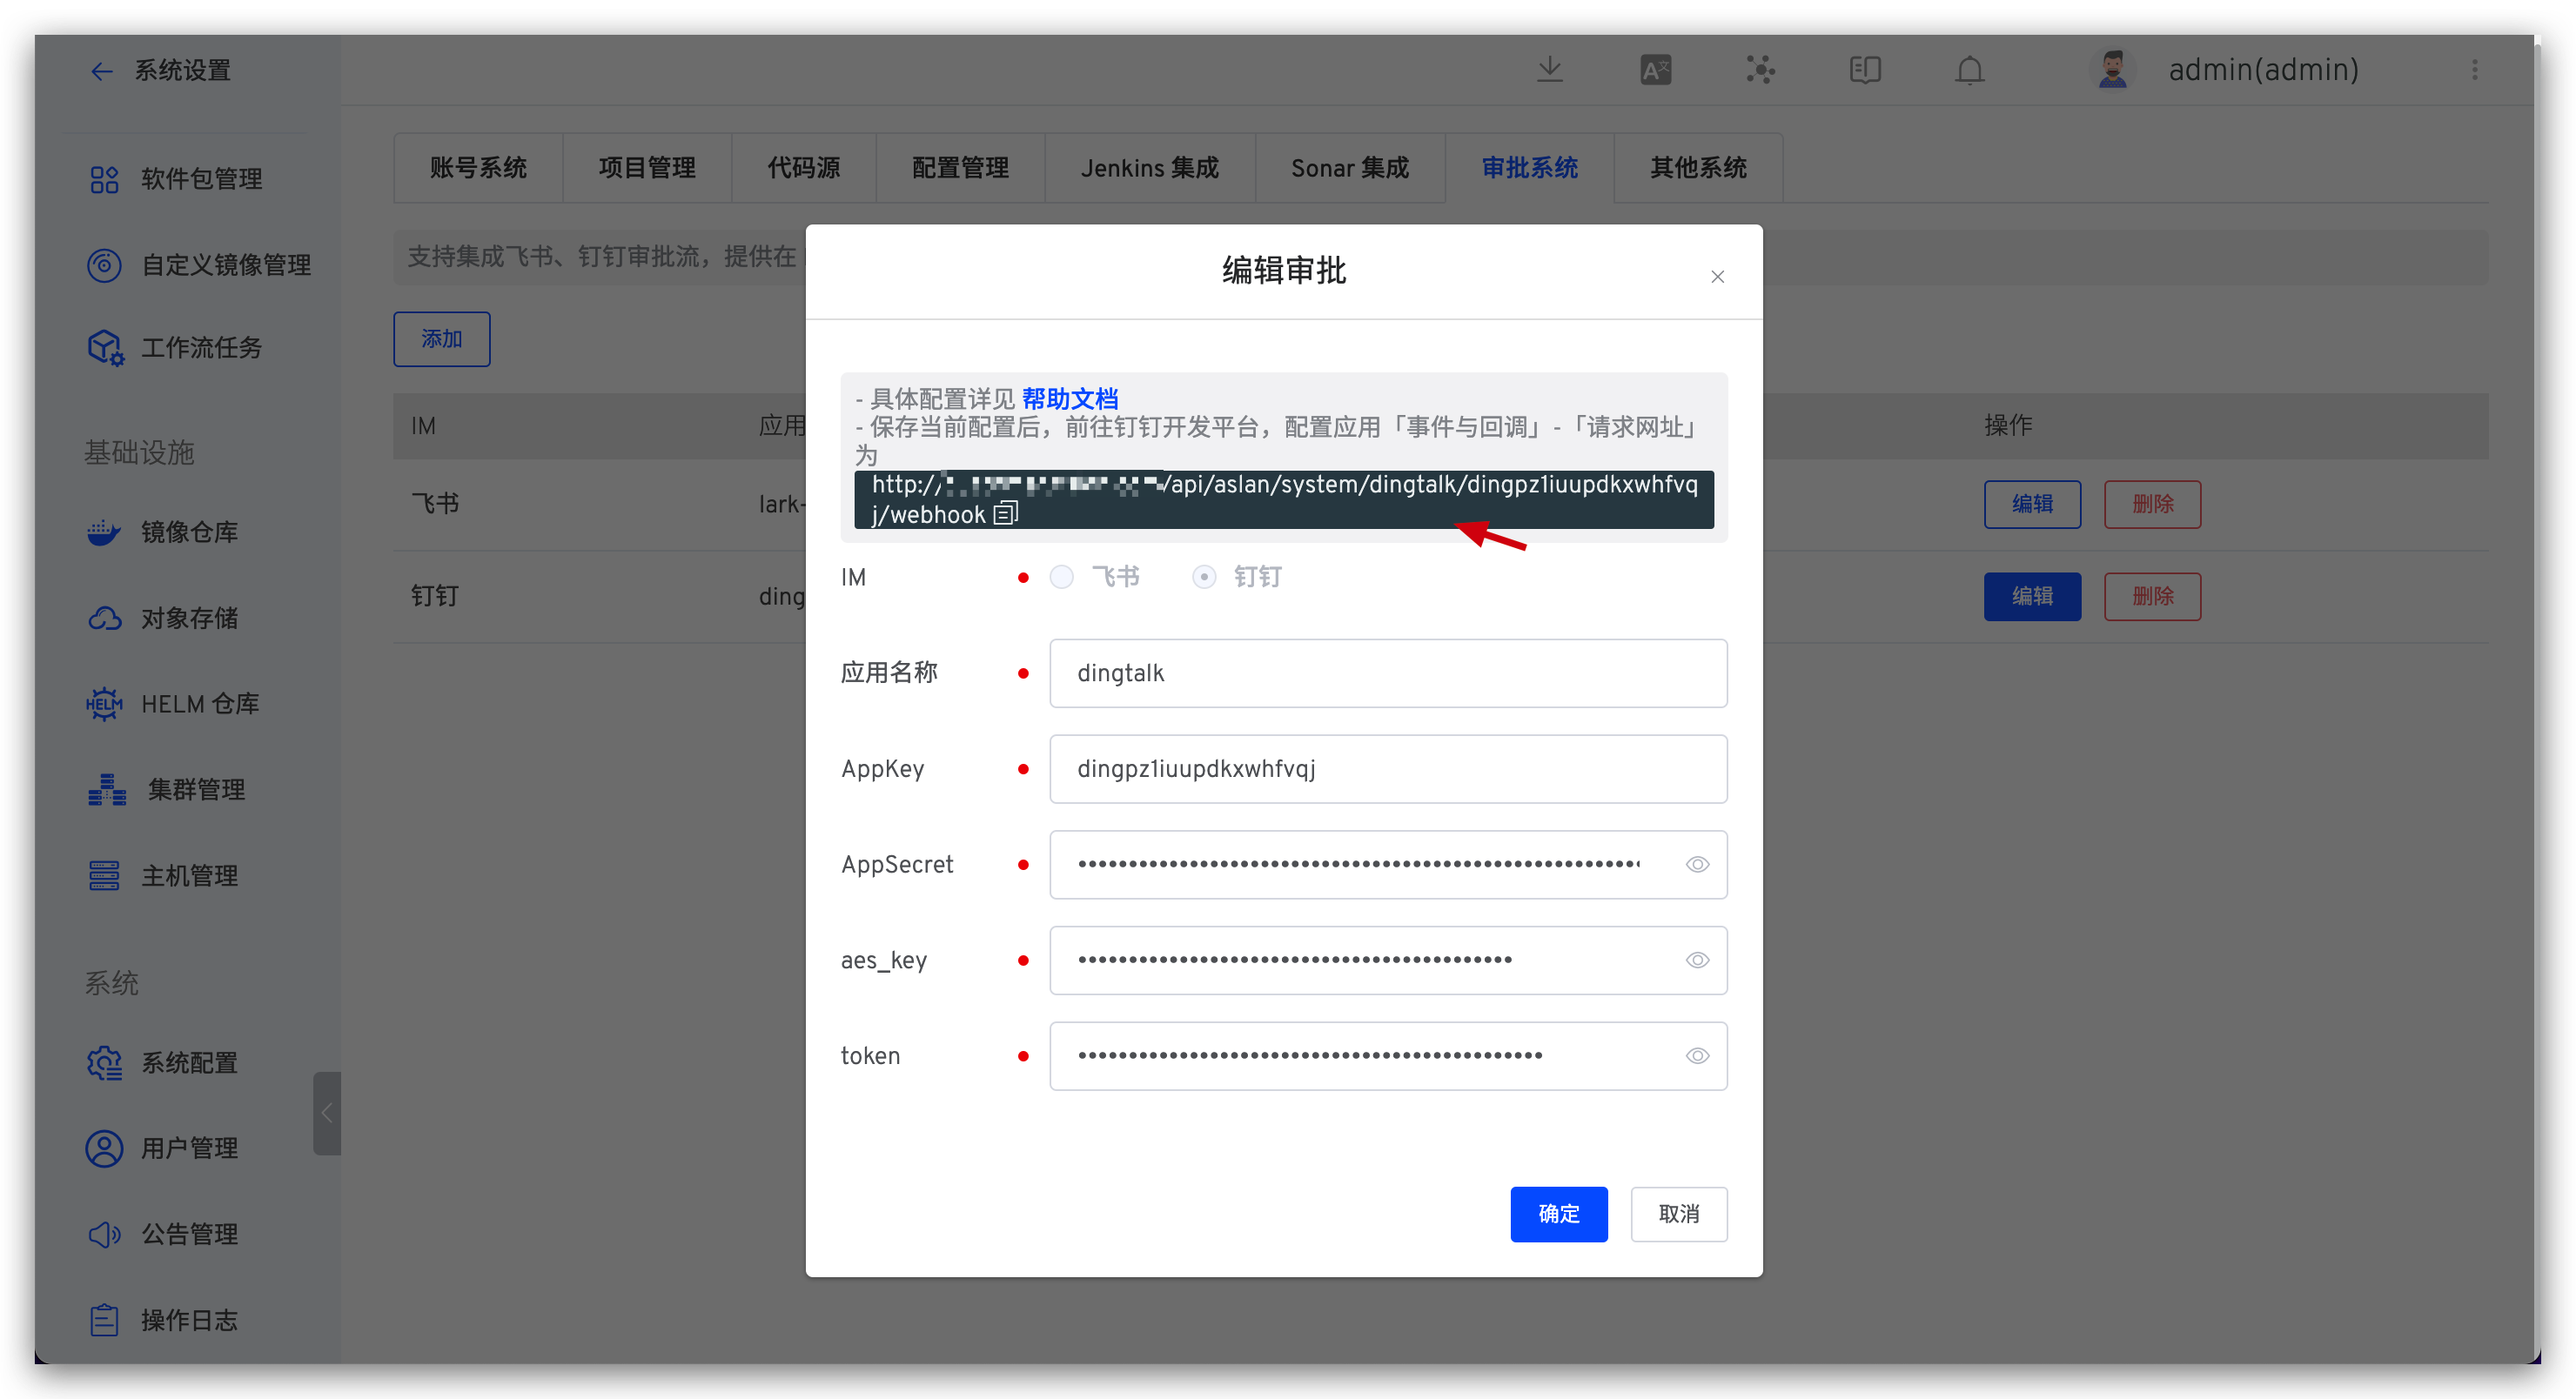 系统设置
admin(admin)
软件包管理
自定义镜像管理
工作流任务
基础设施
镜像仓库
对象存储
HELM 仓库
集群管理
主机管理
系统
系统配置
用户管理
公告管理
操作日志
账号系统
项目管理
代码源
配置管理
Jenkins 集成
Sonar 集成
审批系统
其他系统
支持集成飞书、钉钉审批流，提供在
添加
IM
应用
操作
飞书
lark-
编辑
删除
钉钉
ding
编辑
删除
编辑审批
- 具体配置详见 帮助文档
- 保存当前配置后，前往钉钉开发平台，配置应用「事件与回调」-「请求网址」
为
http://
/api/aslan/system/dingtalk/dingpz1iuupdkxwhfvq
j/webhook
IM
飞书
钉钉
应用名称
dingtalk
AppKey
dingpz1iuupdkxwhfvqj
AppSecret
aes_key
token
确定
取消